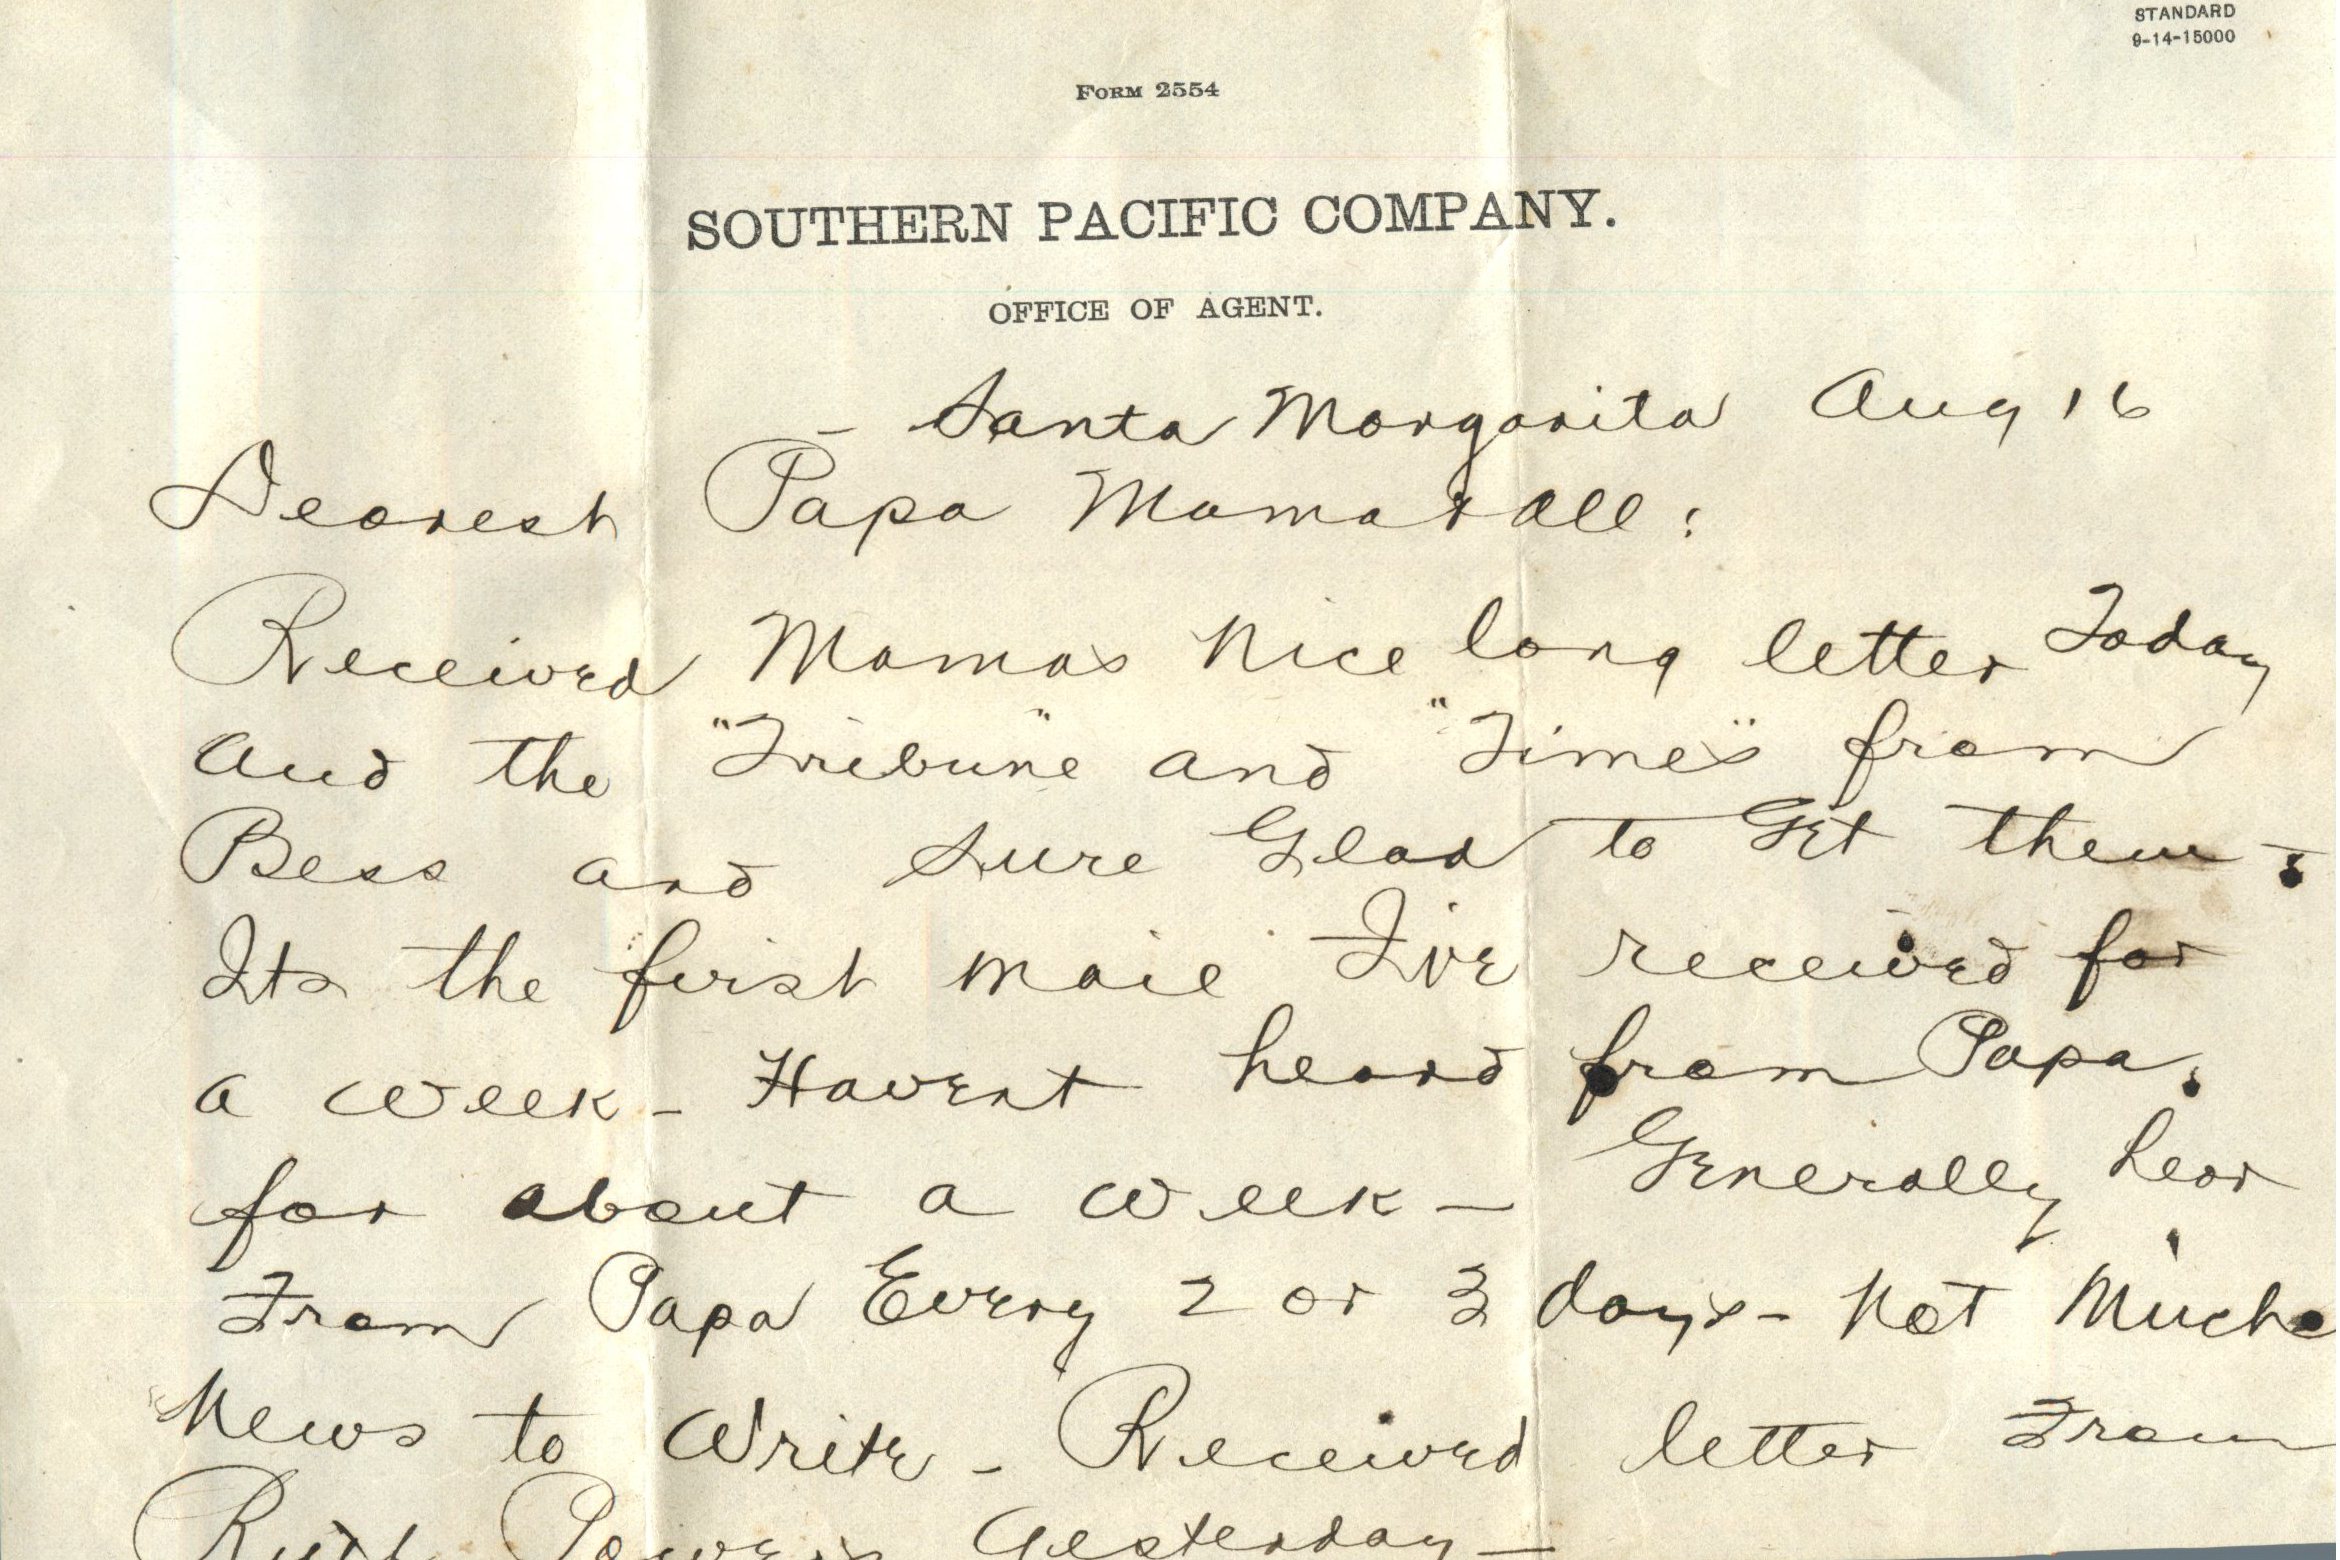 STANDARD
9-14-15000
FORM 2554
SOUTHERN PACIFIC COMPANY.
OFFICE OF AGENT.
- Santa Margarita Aug 16
Dearest Papa Mama & all:
Received Mamas Nice long letter Today
and the "Tribune" and "Times" from
Bess and sure Glad to Get them.
Its the first mail I've received for
a week - Havent heard from Papa.
for about a week - Generally hear
From Papa Every 2 or 3 days - Not Much
News to Write - Received letter From
Ruth Powers Yesterday -